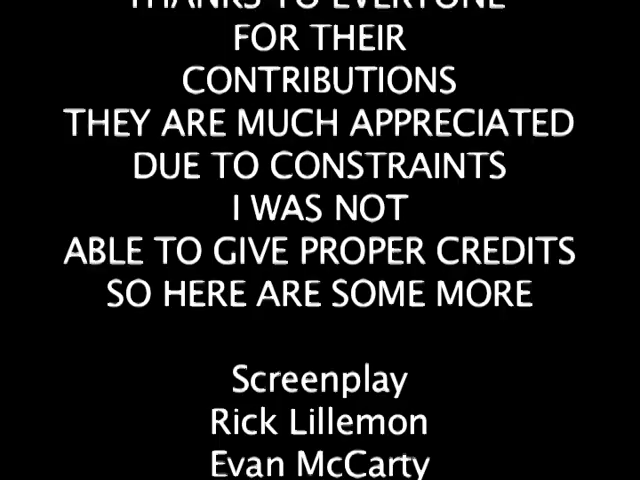 THANKS TO EVERYONE
FOR THEIR
CONTRIBUTIONS
THEY ARE MUCH APPRECIATED
DUE TO CONSTRAINTS
I WAS NOT
ABLE TO GIVE PROPER CREDITS
SO HERE ARE SOME MORE
Screenplay
Rick Lillemon
Evan McCarty